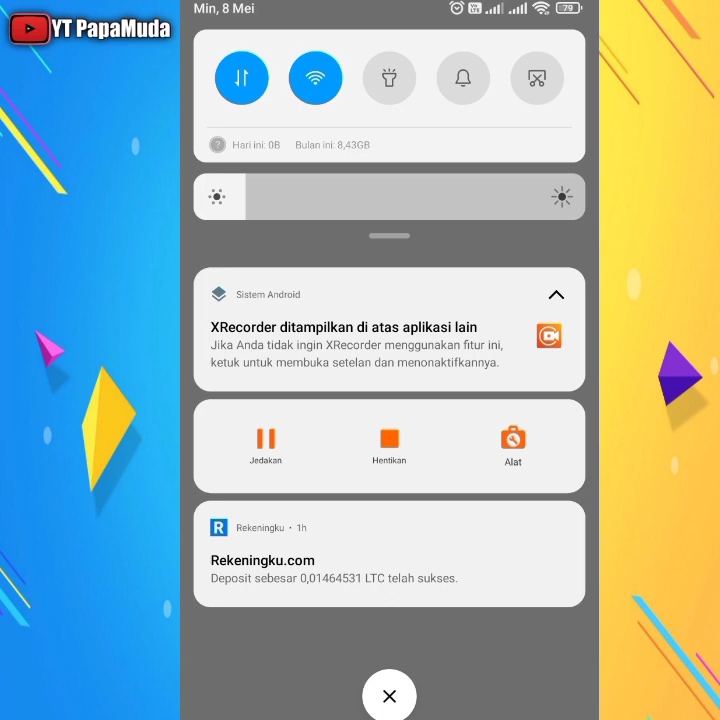 YT PapaMuda
Min, 8 Mei
79
Hari ini: 0B Bulan ini: 8,43GB
Sistem Android
XRecorder ditampilkan di atas aplikasi lain
Jika Anda tidak ingin XRecorder menggunakan fitur ini,
ketuk untuk membuka setelan dan menonaktifkannya.
Jedakan Hentikan Alat
R Rekeningku • 1h
Rekeningku.com
Deposit sebesar 0,01464531 LTC telah sukses.